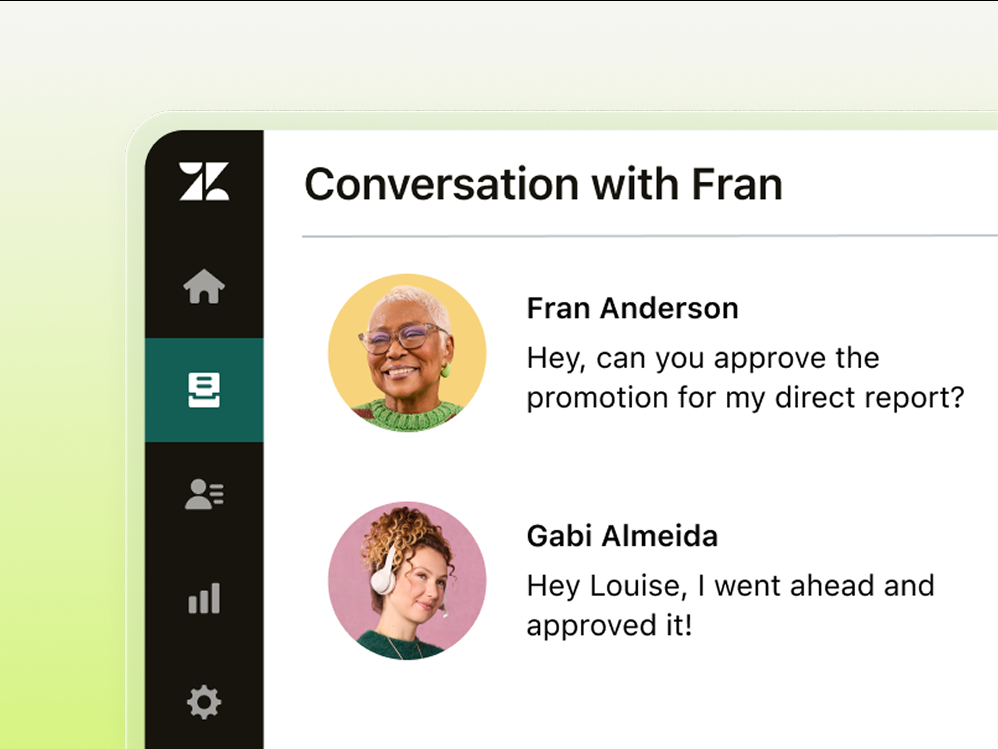 Conversation with Fran
Fran Anderson
Hey, can you approve the
promotion for my direct report?
Gabi Almeida
Hey Louise, I went ahead and
approved it!